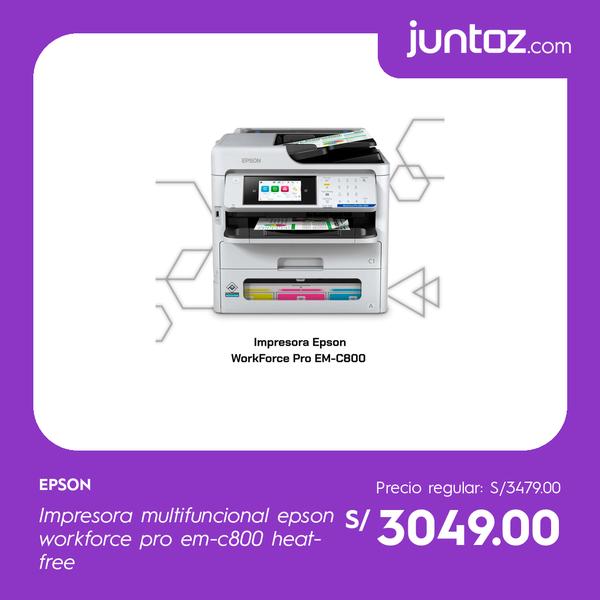 juntoz.com
EPSON
C1
A
Impresora Epson
WorkForce Pro EM-C800
EPSON
Precio regular: S/3479.00
Impresora multifuncional epson
workforce pro em-c800 heat-
free
S/ 3049.00